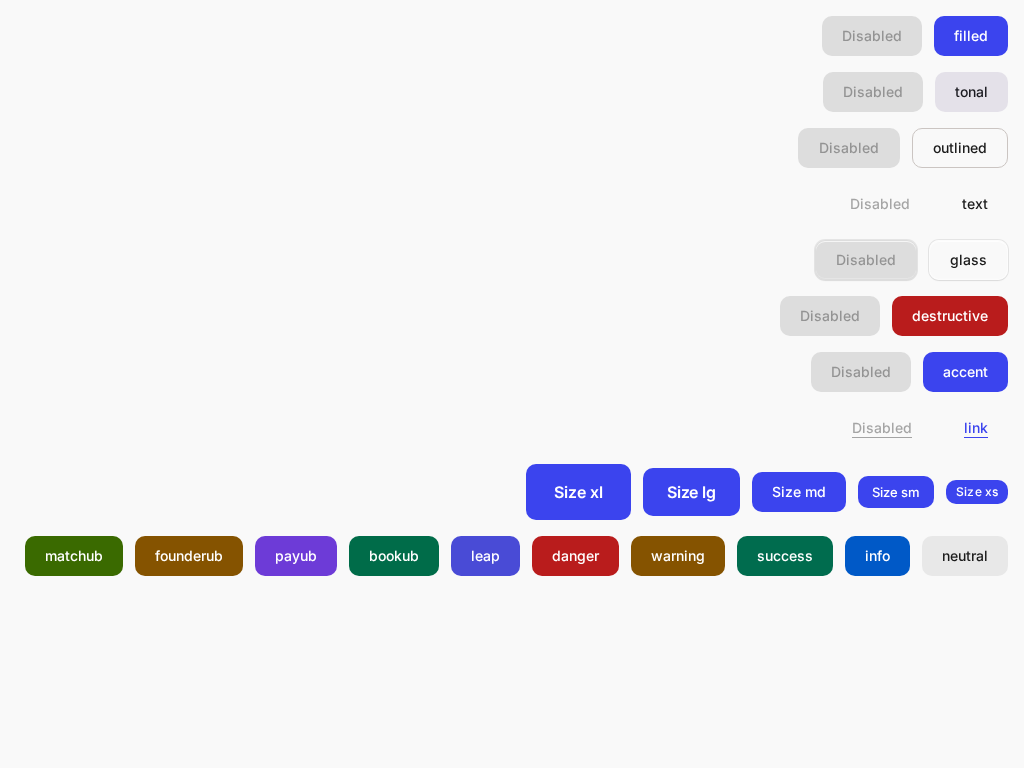 Disabled filled
Disabled tonal
Disabled outlined
Disabled text
Disabled glass
Disabled destructive
Disabled accent
Disabled link
Size xl Size lg Size md Size sm Size xs
matchub founderub payub bookub leap danger warning success info neutral